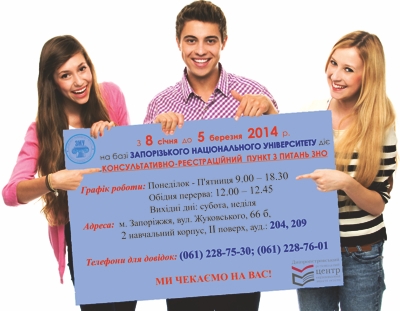 з 8 січня до 5 березня 2014 р.
на базі ЗАПОРІЗЬКОГО НАЦІОНАЛЬНОГО УНІВЕРСИТЕТУ діє
КОНСУЛЬТАТИВНО-РЕЄСТРАЦІЙНИЙ ПУНКТ З ПИТАНЬ ЗНО
Графік роботи: Понеділок - П'ятниця 9.00 – 18.30
Обідня перерва: 12.00 – 12.45
Вихідні дні: субота, неділя
Адреса: м. Запоріжжя, вул. Жуковського, 66 б,
2 навчальний корпус, ІІ поверх, ауд.: 204, 209
Телефони для довідок: (061) 228-75-30; (061) 228-76-01
МИ ЧЕКАЄМО НА ВАС!
центр